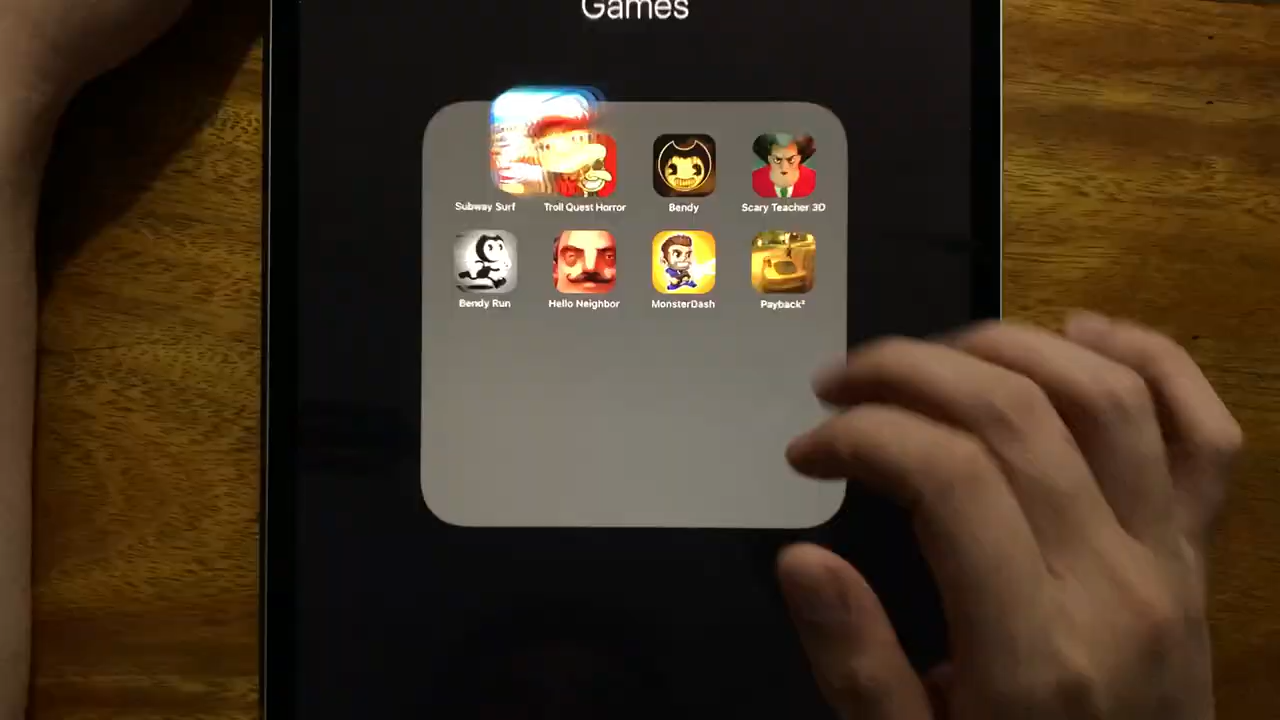 Games
Subway Surf Troll Quest Horror Bendy Scary Teacher 3D
Bendy Run Hello Neighbor MonsterDash Payback²